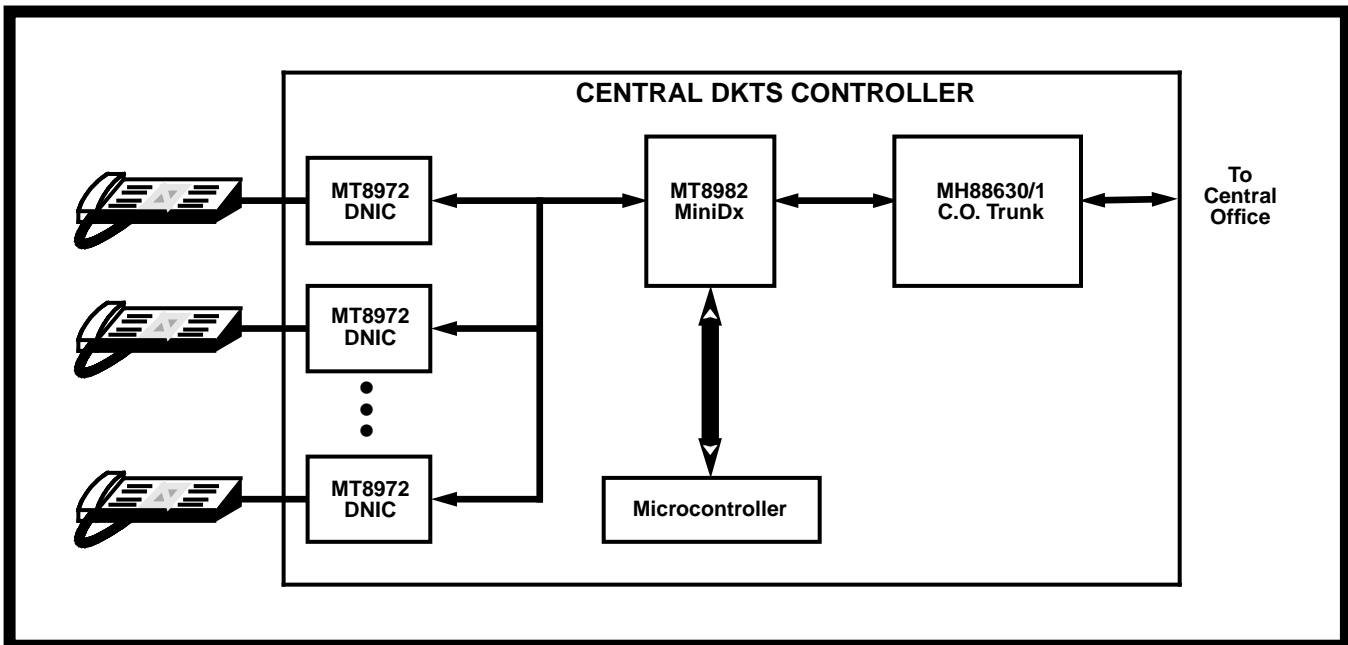 CENTRAL DKTS CONTROLLER
MT8972
DNIC
MT8982
MiniDx
MH88630/1
C.O. Trunk
To
Central
Office
MT8972
DNIC
MT8972
DNIC
Microcontroller